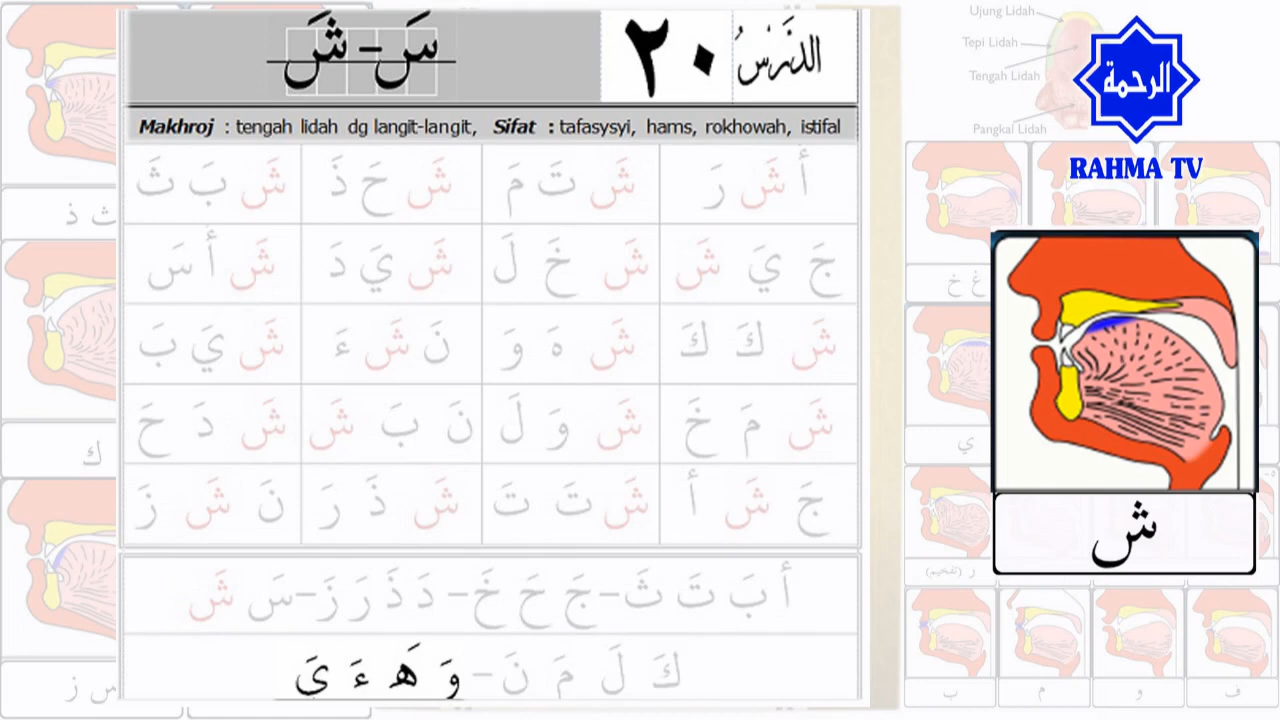 الدَّرْسُ ٢٠
سَ - شَ
Makhroj : tengah lidah dg langit-langit, Sifat : tafasysyi, hams, rokhowah, istifal
أَ شَ رَ شَ تَ مَ شَ حَ ذَ شَ بَ ثَ
جَ يَ شَ شَ خَ لَ شَ يَ دَ شَ أَ سَ
شَ كَ كَ شَ هَ وَ نَ شَ ءَ شَ يَ بَ
شَ مَ خَ شَ وَ لَ نَ بَ شَ شَ دَ حَ
جَ شَ أَ شَ تَ تَ شَ ذَ رَ نَ شَ زَ
أَ بَ تَ ثَ – جَ حَ خَ – دَ ذَ رَ زَ – سَ شَ
كَ لَ مَ نَ – وَ هَ ءَ يَ
Ujung Lidah
Tepi Lidah
Tengah Lidah
Pangkal Lidah
الرحمة
RAHMA TV
ش
غ خ
ي
ر (تفخيم)
ب
م
و
ف
ث ذ
ك
س ز